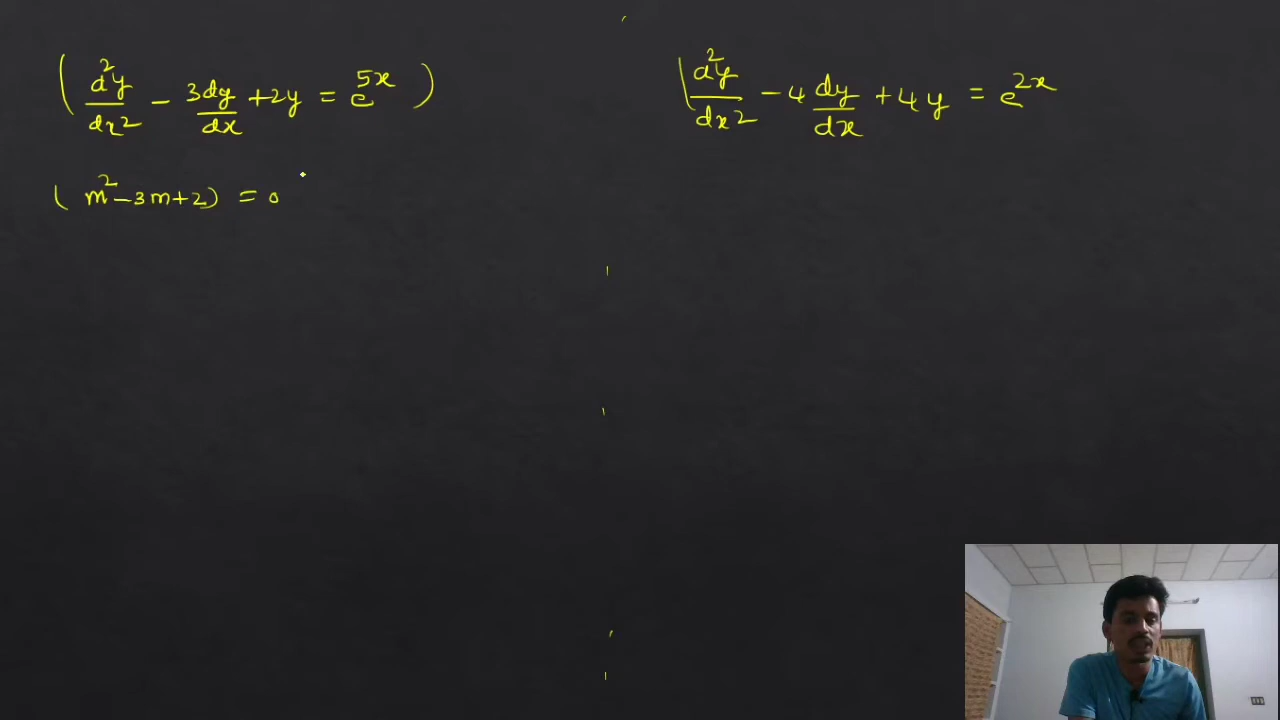 ( d²y/dx² - 3dy/dx + 2y = e^5x )
( m² - 3m + 2) = 0
( d²y/dx² - 4 dy/dx + 4y = e^2x